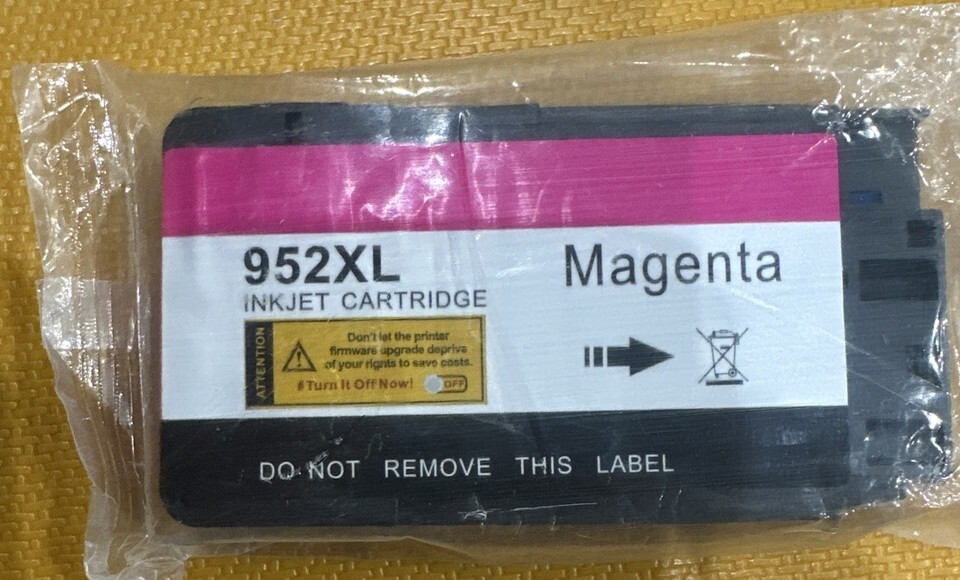 952XL
Magenta
INKJET CARTRIDGE
ATTENTION
Don't let the printer
firmware upgrade deprive
of your rights to save costs.
#Turn It Off Now!
OFF
DO NOT REMOVE THIS LABEL